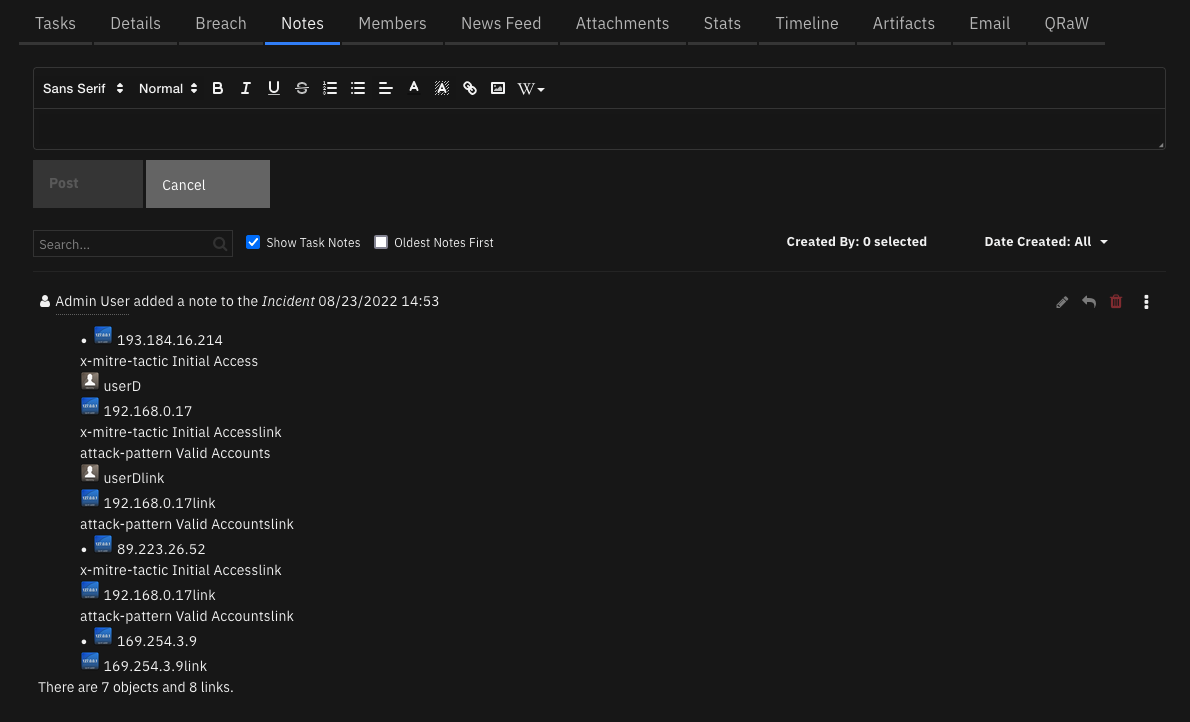 Tasks Details Breach Notes Members News Feed Attachments Stats Timeline Artifacts Email QRaW
Sans Serif Normal B I U S A A W
Post Cancel
Search... Show Task Notes Oldest Notes First Created By: 0 selected Date Created: All
Admin User added a note to the Incident 08/23/2022 14:53
• 193.184.16.214
x-mitre-tactic Initial Access
userD
192.168.0.17
x-mitre-tactic Initial Accesslink
attack-pattern Valid Accounts
userDlink
192.168.0.17link
attack-pattern Valid Accountslink
• 89.223.26.52
x-mitre-tactic Initial Accesslink
192.168.0.17link
attack-pattern Valid Accountslink
• 169.254.3.9
169.254.3.9link
There are 7 objects and 8 links.